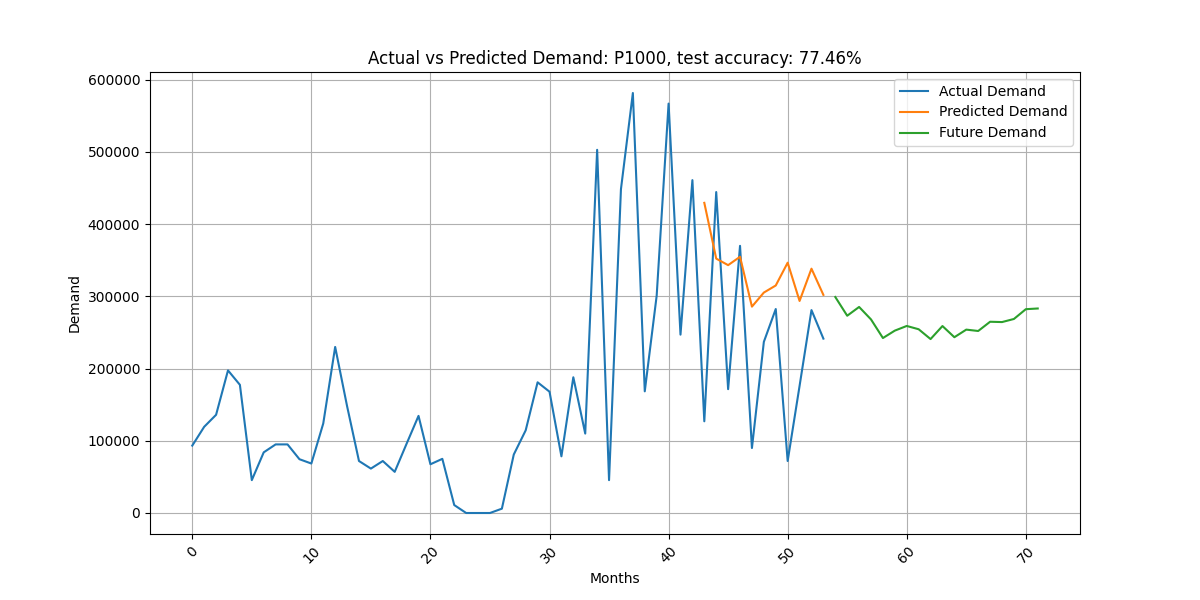 Actual vs Predicted Demand: P1000, test accuracy: 77.46%
600000
500000
400000
300000
200000
100000
0
Demand
Actual Demand
Predicted Demand
Future Demand
0 10 20 30 40 50 60 70
Months